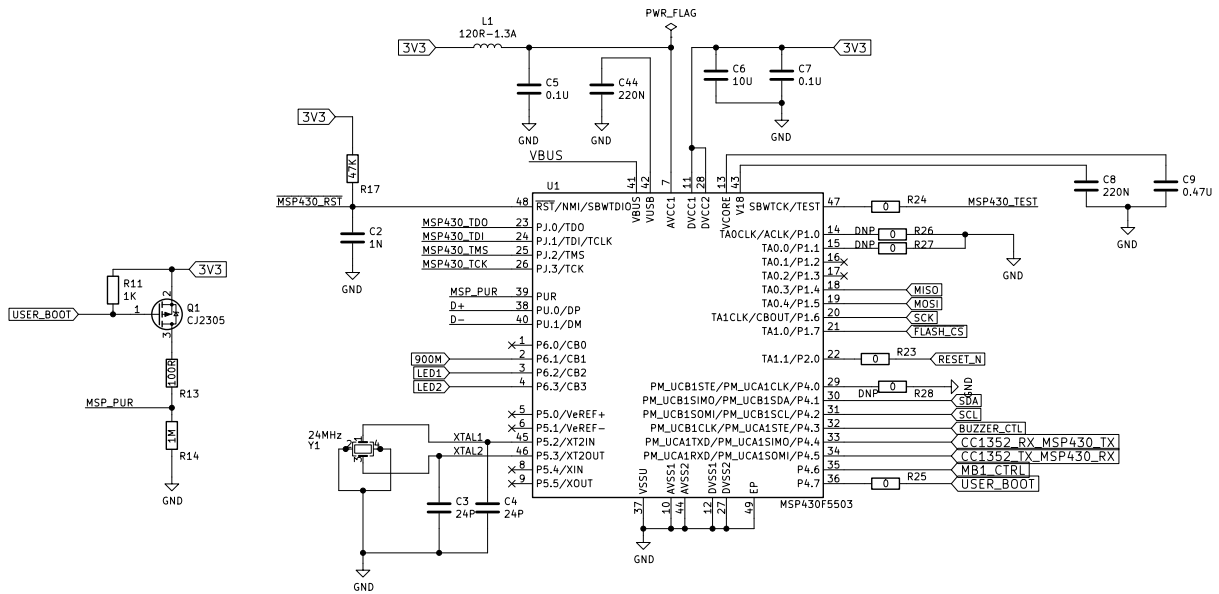 PWR_FLAG
L1
120R-1.3A
3V3
3V3
C5
0.1U
C44
220N
C6
10U
C7
0.1U
GND
GND
GND
3V3
47K
R17
VBUS
41
42
7
11
28
13
43
C8
220N
C9
0.47U
U1
VBUS
VUSB
AVCC1
DVCC1
DVCC2
VCORE
V18
MSP430_RST
48
RST/NMI/SBWTDIO
SBWTCK/TEST
47
R24
0
MSP430_TEST
C2
1N
GND
GND
MSP430_TDO
23
PJ.0/TDO
MSP430_TDI
24
PJ.1/TDI/TCLK
MSP430_TMS
25
PJ.2/TMS
MSP430_TCK
26
PJ.3/TCK
TA0CLK/ACLK/P1.0
14
DNP
0
R26
TA0.0/P1.1
15
DNP
0
R27
GND
TA0.1/P1.2
16
TA0.2/P1.3
17
TA0.3/P1.4
18
MISO
TA0.4/P1.5
19
MOSI
TA1CLK/CBOUT/P1.6
20
SCK
TA1.0/P1.7
21
FLASH_CS
3V3
R11
1K
2
Q1
CJ2305
USER_BOOT
1
3
MSP_PUR
39
PUR
D+
38
PU.0/DP
D-
40
PU.1/DM
1
P6.0/CB0
900M
2
P6.1/CB1
LED1
3
P6.2/CB2
LED2
4
P6.3/CB3
TA1.1/P2.0
22
0
R23
RESET_N
100R
R13
MSP_PUR
1M
R14
GND
PM_UCB1STE/PM_UCA1CLK/P4.0
29
0
DNP
R28
GND
PM_UCB1SIMO/PM_UCB1SDA/P4.1
30
SDA
PM_UCB1SOMI/PM_UCB1SCL/P4.2
31
SCL
PM_UCB1CLK/PM_UCA1STE/P4.3
32
BUZZER_CTL
PM_UCA1TXD/PM_UCA1SIMO/P4.4
33
CC1352_RX_MSP430_TX
PM_UCA1RXD/PM_UCA1SOMI/P4.5
34
CC1352_TX_MSP430_RX
P4.6
35
MB1_CTRL
P4.7
36
0
R25
USER_BOOT
5
P5.0/VeREF+
6
P5.1/VeREF-
24MHz
Y1
XTAL1
45
P5.2/XT2IN
XTAL2
46
P5.3/XT2OUT
8
P5.4/XIN
9
P5.5/XOUT
VSSU
AVSS1
AVSS2
DVSS1
DVSS2
EP
MSP430F5503
37
10
44
12
27
49
C3
24P
C4
24P
GND
GND